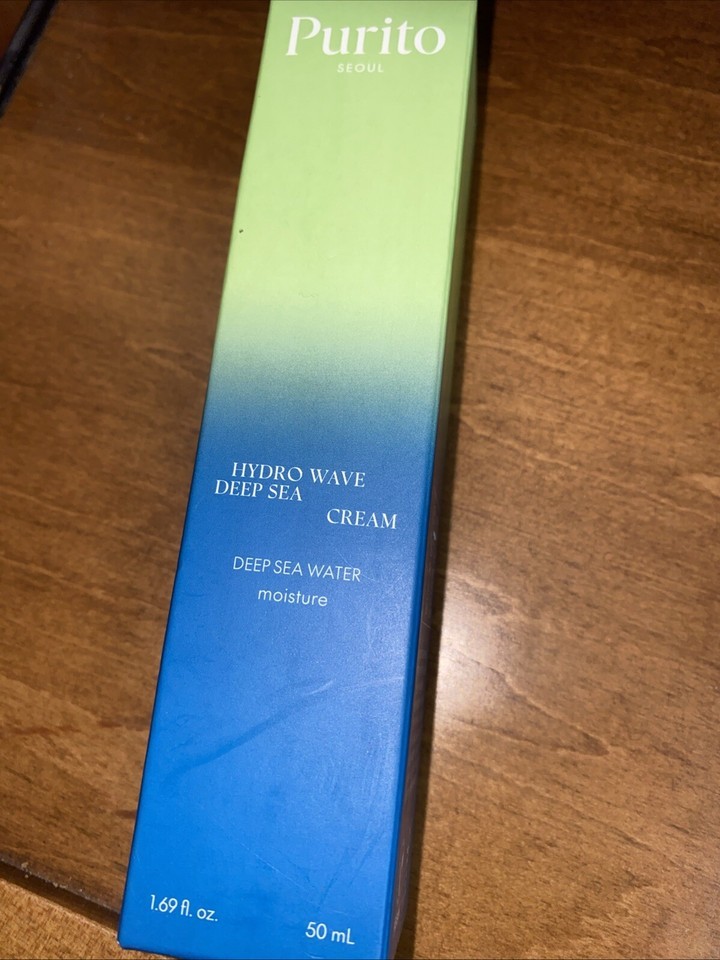 Purito
SEOUL
HYDRO WAVE
DEEP SEA
CREAM
DEEP SEA WATER
moisture
1.69 fl. oz.
50 mL